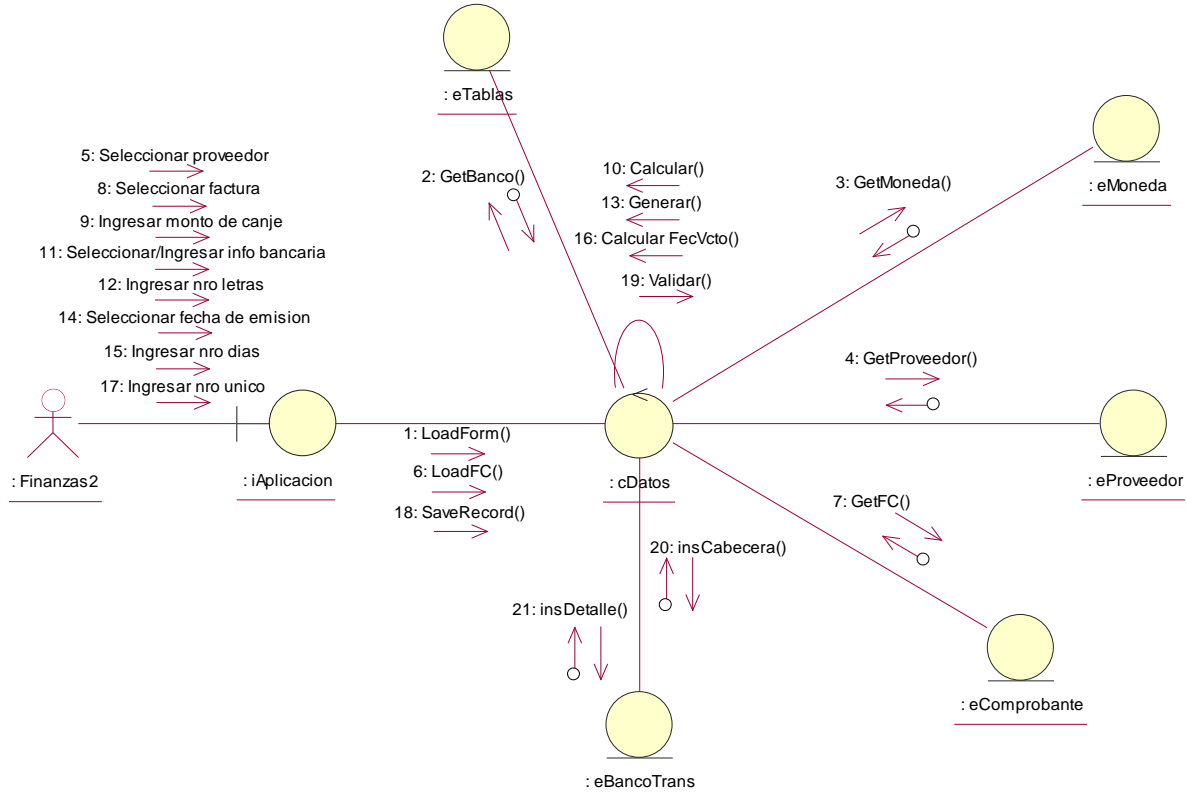 : eTablas
: eMoneda
5: Seleccionar proveedor
8: Seleccionar factura
9: Ingresar monto de canje
11: Seleccionar/Ingresar info bancaria
12: Ingresar nro letras
14: Seleccionar fecha de emision
15: Ingresar nro dias
17: Ingresar nro unico
2: GetBanco()
10: Calcular()
13: Generar()
16: Calcular FecVcto()
19: Validar()
3: GetMoneda()
4: GetProveedor()
: Finanzas2
: iAplicacion
1: LoadForm()
6: LoadFC()
18: SaveRecord()
: cDatos
: eProveedor
7: GetFC()
20: insCabecera()
21: insDetalle()
: eComprobante
: eBancoTrans